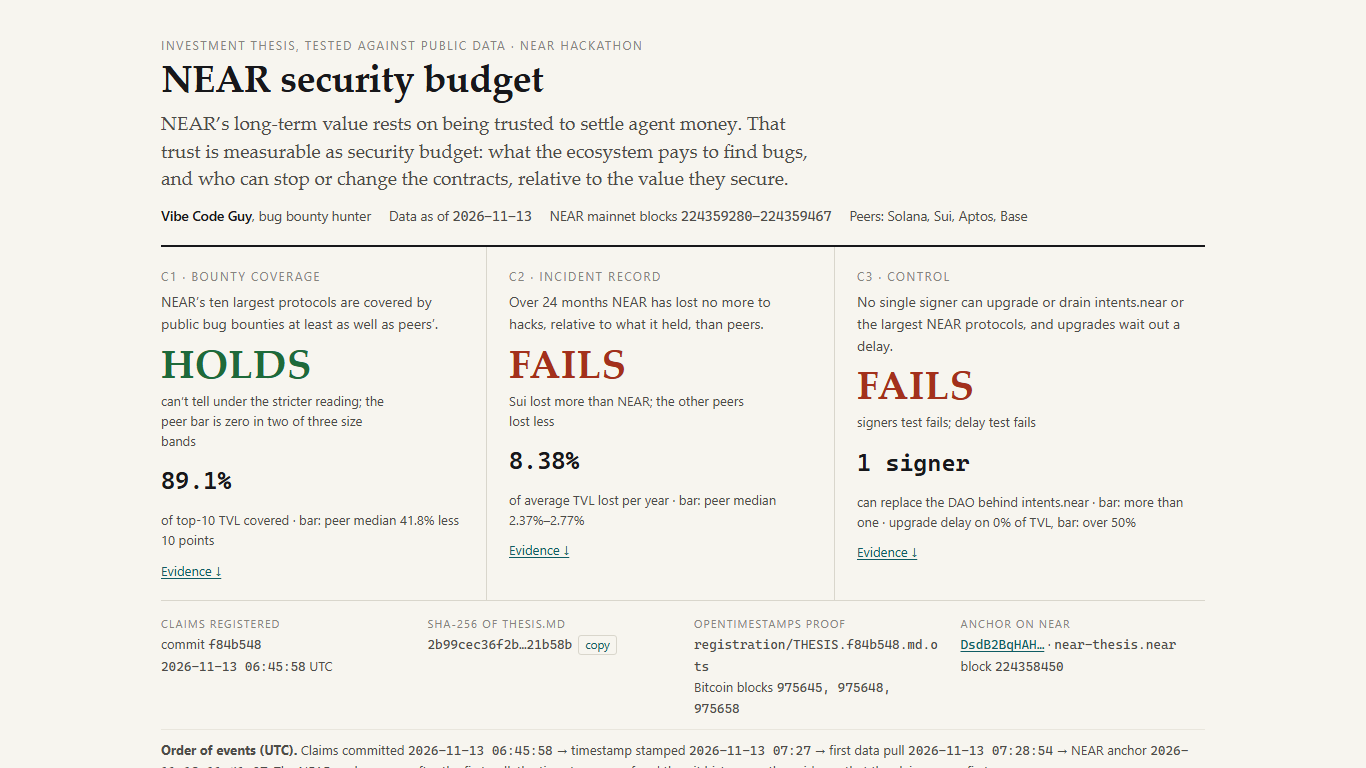 INVESTMENT THESIS, TESTED AGAINST PUBLIC DATA · NEAR HACKATHON
NEAR security budget
NEAR’s long-term value rests on being trusted to settle agent money. That
trust is measurable as security budget: what the ecosystem pays to find bugs,
and who can stop or change the contracts, relative to the value they secure.
Vibe Code Guy, bug bounty hunter Data as of 2026-11-13 NEAR mainnet blocks 224359280-224359467 Peers: Solana, Sui, Aptos, Base
C1 · BOUNTY COVERAGE
NEAR’s ten largest protocols are covered by
public bug bounties at least as well as peers’.
HOLDS
can’t tell under the stricter reading; the
peer bar is zero in two of three size
bands
89.1%
of top-10 TVL covered · bar: peer median 41.8% less
10 points
Evidence ↓
C2 · INCIDENT RECORD
Over 24 months NEAR has lost no more to
hacks, relative to what it held, than peers.
FAILS
Sui lost more than NEAR; the other peers
lost less
8.38%
of average TVL lost per year · bar: peer median
2.37%–2.77%
Evidence ↓
C3 · CONTROL
No single signer can upgrade or drain intents.near or
the largest NEAR protocols, and upgrades wait out a
delay.
FAILS
signers test fails; delay test fails
1 signer
can replace the DAO behind intents.near · bar: more than
one · upgrade delay on 0% of TVL, bar: over 50%
Evidence ↓
CLAIMS REGISTERED
commit f84b548
2026-11-13 06:45:58 UTC
SHA-256 OF THESIS.MD
2b99cec36f2b…21b58b copy
OPENTIMESTAMPS PROOF
registration/THESIS.f84b548.md.o
ts
Bitcoin blocks 975645, 975648,
975658
ANCHOR ON NEAR
DsdB2BqHAH… · near-thesis.near
block 224358450
Order of events (UTC). Claims committed 2026-11-13 06:45:58 → timestamp stamped 2026-11-13 07:27 → first data pull 2026-11-13 07:28:54 → NEAR anchor 2026-